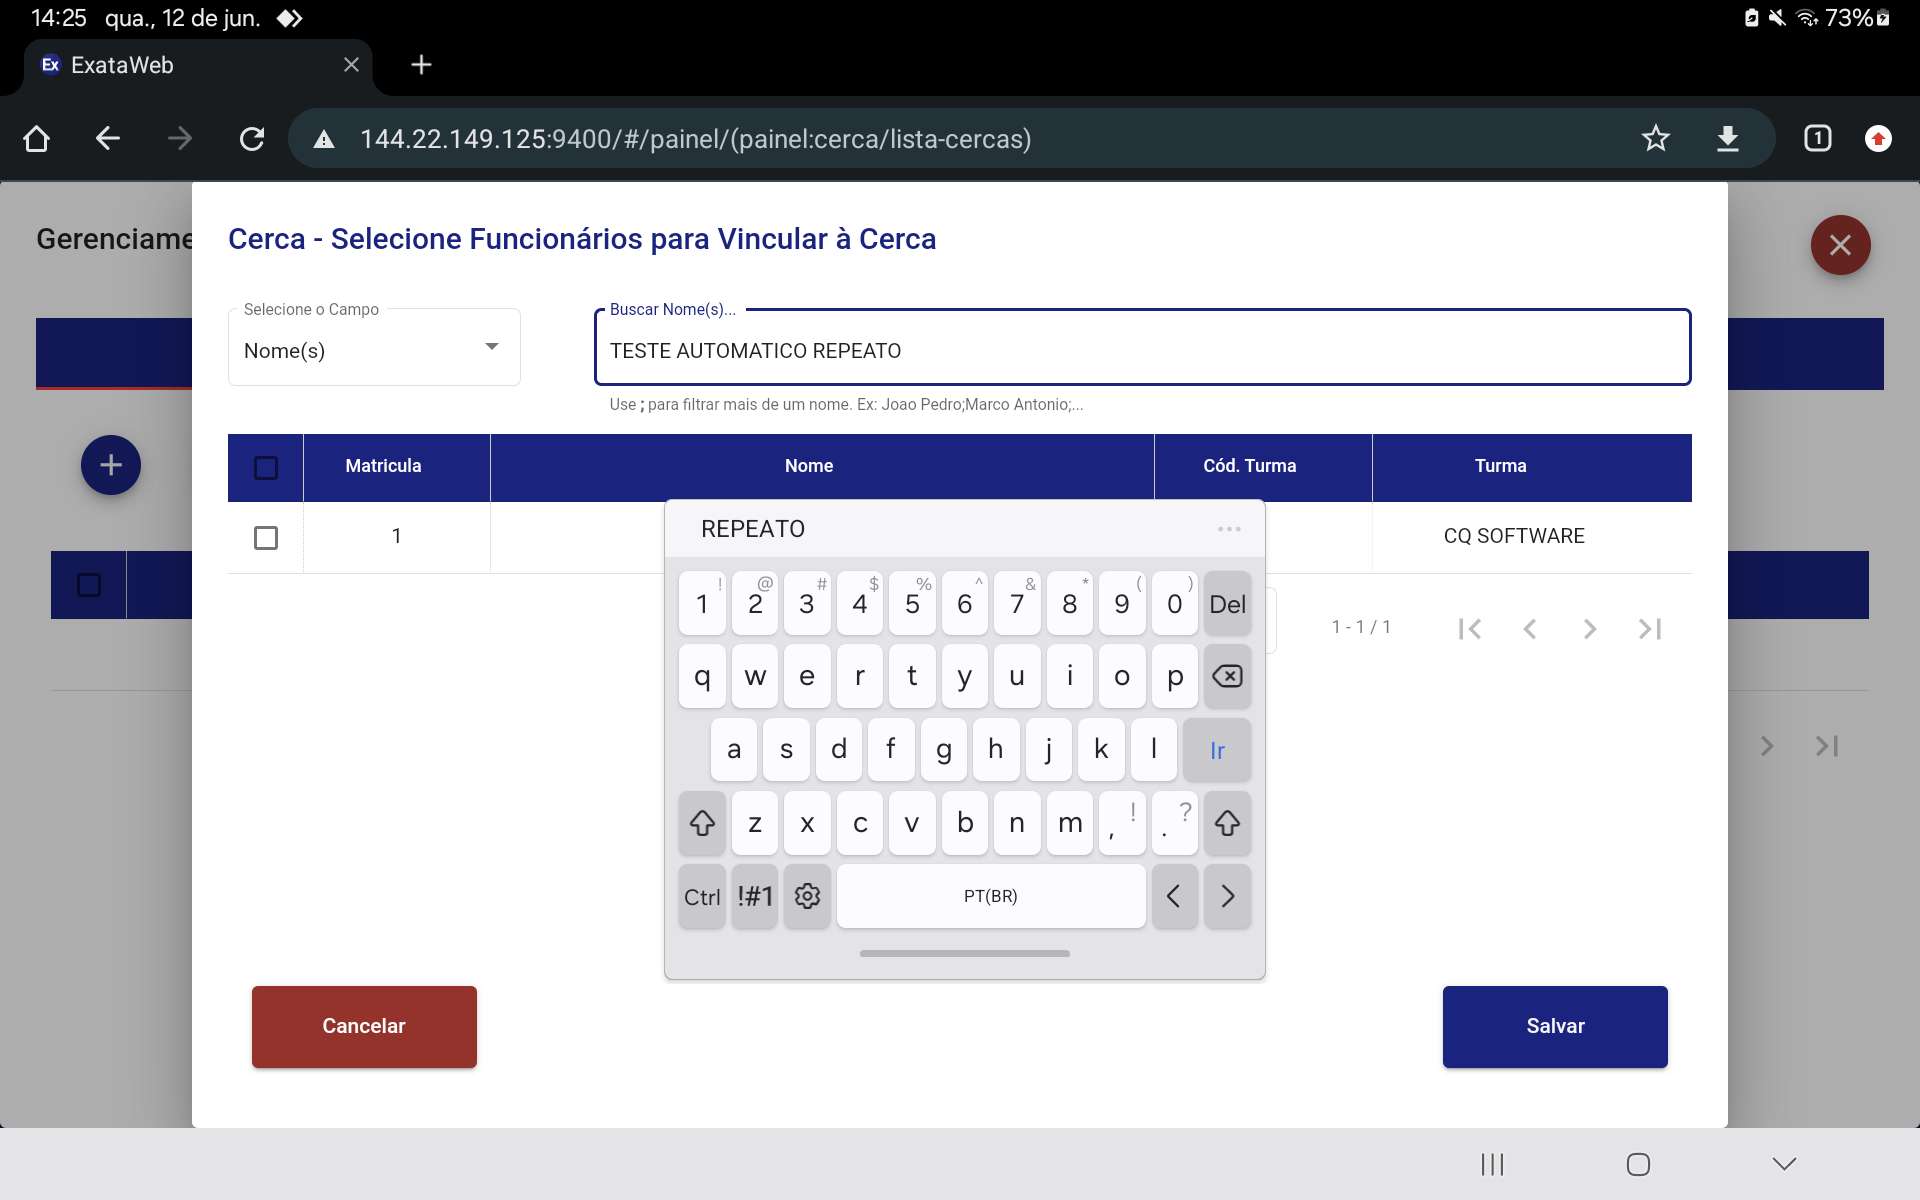 14:25 qua., 12 de jun. 73%
Ex ExataWeb
144.22.149.125:9400/#/painel/(painel:cerca/lista-cercas) 1
Gerenciame
Cerca - Selecione Funcionários para Vincular à Cerca
Selecione o Campo
Nome(s)
Buscar Nome(s)...
TESTE AUTOMATICO REPEATO
Use ; para filtrar mais de um nome. Ex: Joao Pedro;Marco Antonio;...
Matricula Nome Cód. Turma Turma
1 CQ SOFTWARE
1 - 1 / 1
REPEATO ...
! @ # $ % ^ & * ( )
1 2 3 4 5 6 7 8 9 0 Del
q w e r t y u i o p
a s d f g h j k l Ir
z x c v b n m , ! . ?
Ctrl !#1 PT(BR) < >
Cancelar Salvar